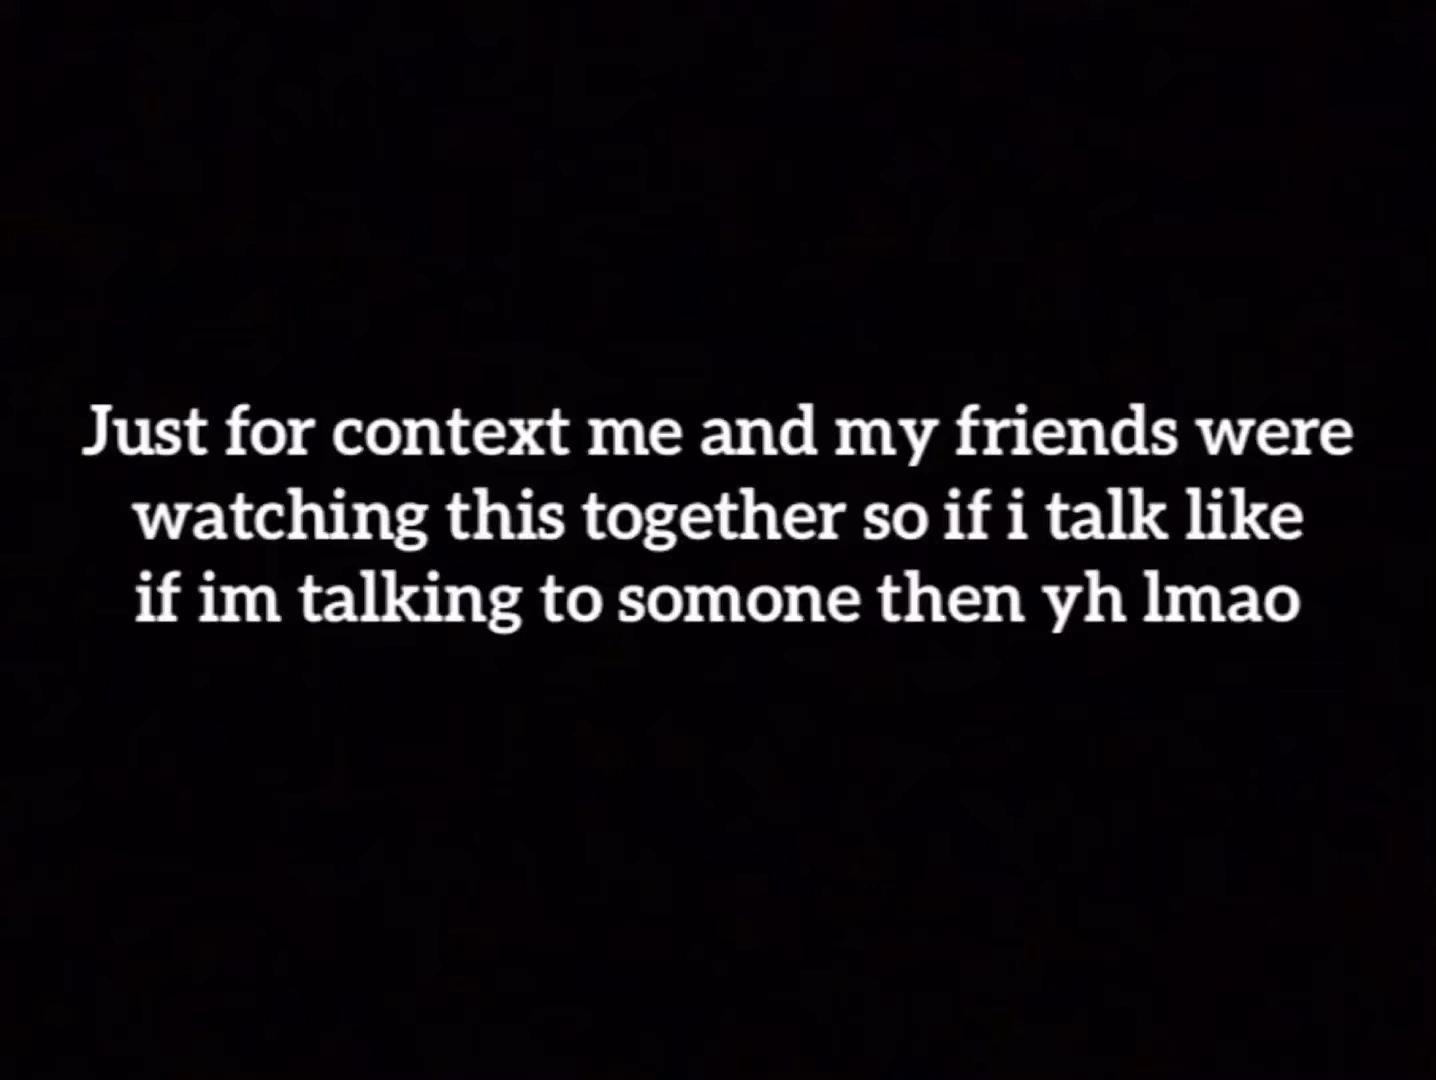 Just for context me and my friends were
watching this together so if i talk like
if im talking to somone then yh lmao